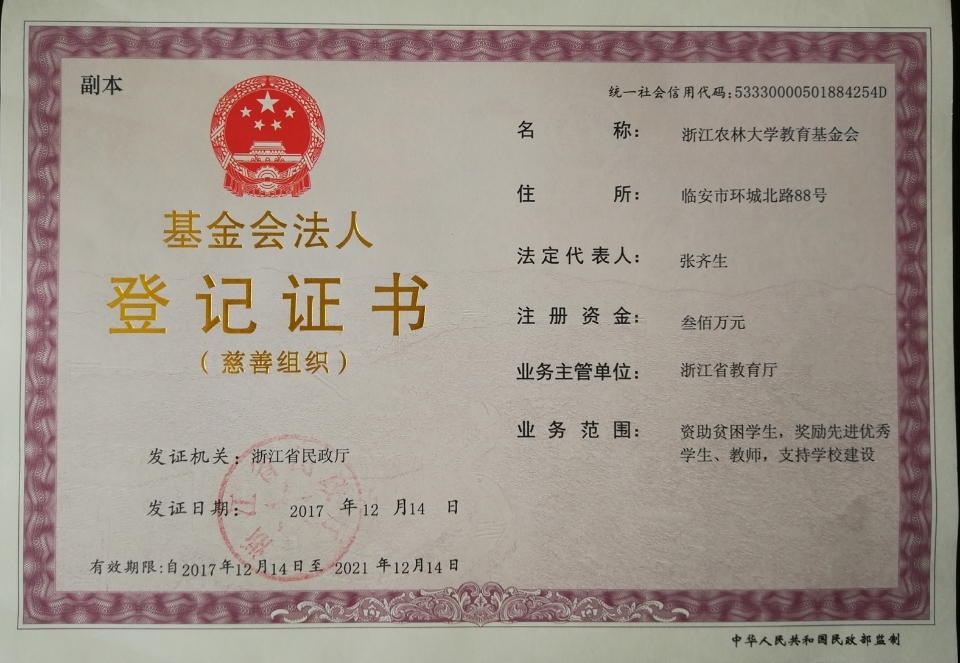 副本
统一社会信用代码:53330000501884254D
基金会法人
登记证书
(慈善组织)
名称: 浙江农林大学教育基金会
住所: 临安市环城北路88号
法定代表人: 张齐生
注册资金: 叁佰万元
业务主管单位: 浙江省教育厅
业务范围: 资助贫困学生，奖励先进优秀
学生、教师，支持学校建设
发证机关: 浙江省民政厅
发证日期: 2017 年 12 月 14 日
有效期限:自2017年12月14日至 2021 年12月14日
中华人民共和国民政部监制